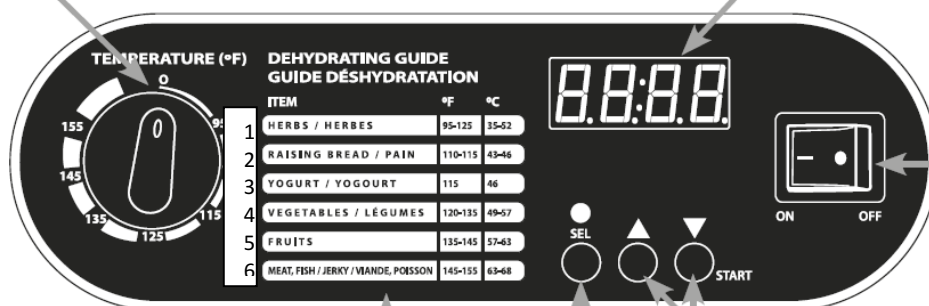 TEMPERATURE (ºF)
O
95
115
125
135
145
155
DEHYDRATING GUIDE
GUIDE DÉSHYDRATATION
ITEM ºF ºC
1 HERBS / HERBES 95-125 35-52
2 RAISING BREAD / PAIN 110-115 43-46
3 YOGURT / YOGOURT 115 46
4 VEGETABLES / LÉGUMES 120-135 49-57
5 FRUITS 135-145 57-63
6 MEAT, FISH / JERKY / VIANDE, POISSON 145-155 63-68
88:88
SEL
START
ON OFF